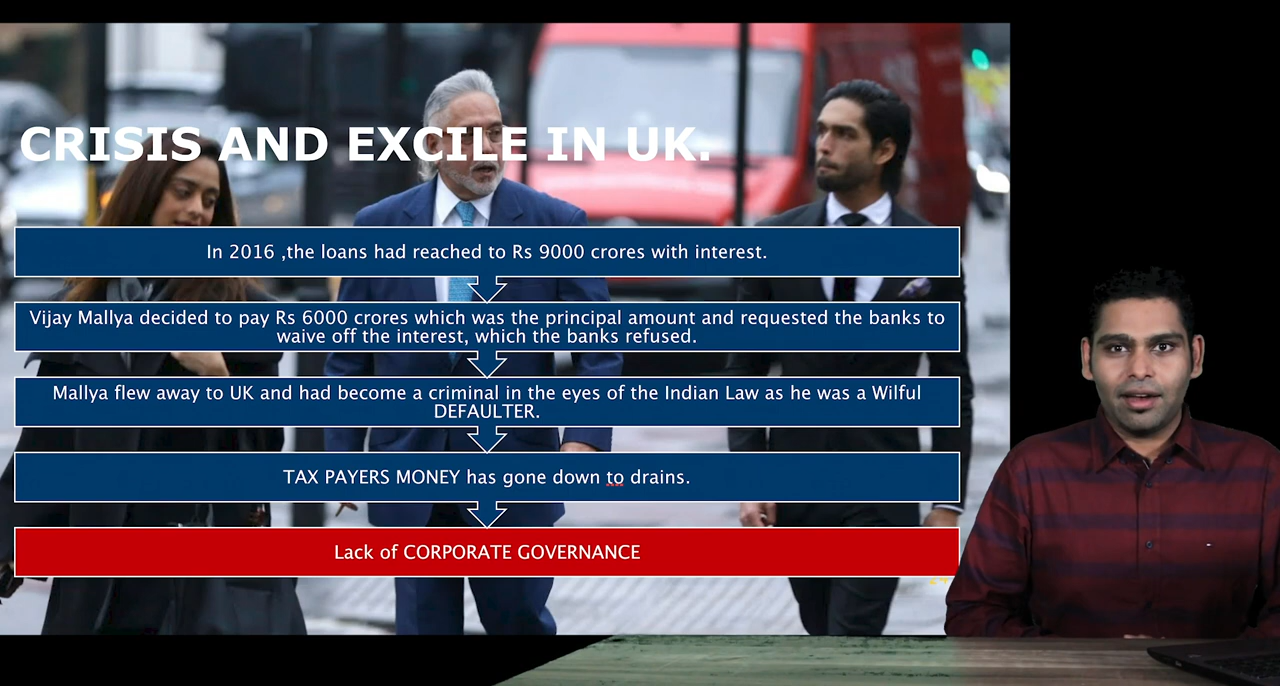 CRISIS AND EXCILE IN UK.
In 2016 ,the loans had reached to Rs 9000 crores with interest.
Vijay Mallya decided to pay Rs 6000 crores which was the principal amount and requested the banks to
waive off the interest, which the banks refused.
Mallya flew away to UK and had become a criminal in the eyes of the Indian Law as he was a Wilful
DEFAULTER.
TAX PAYERS MONEY has gone down to drains.
Lack of CORPORATE GOVERNANCE